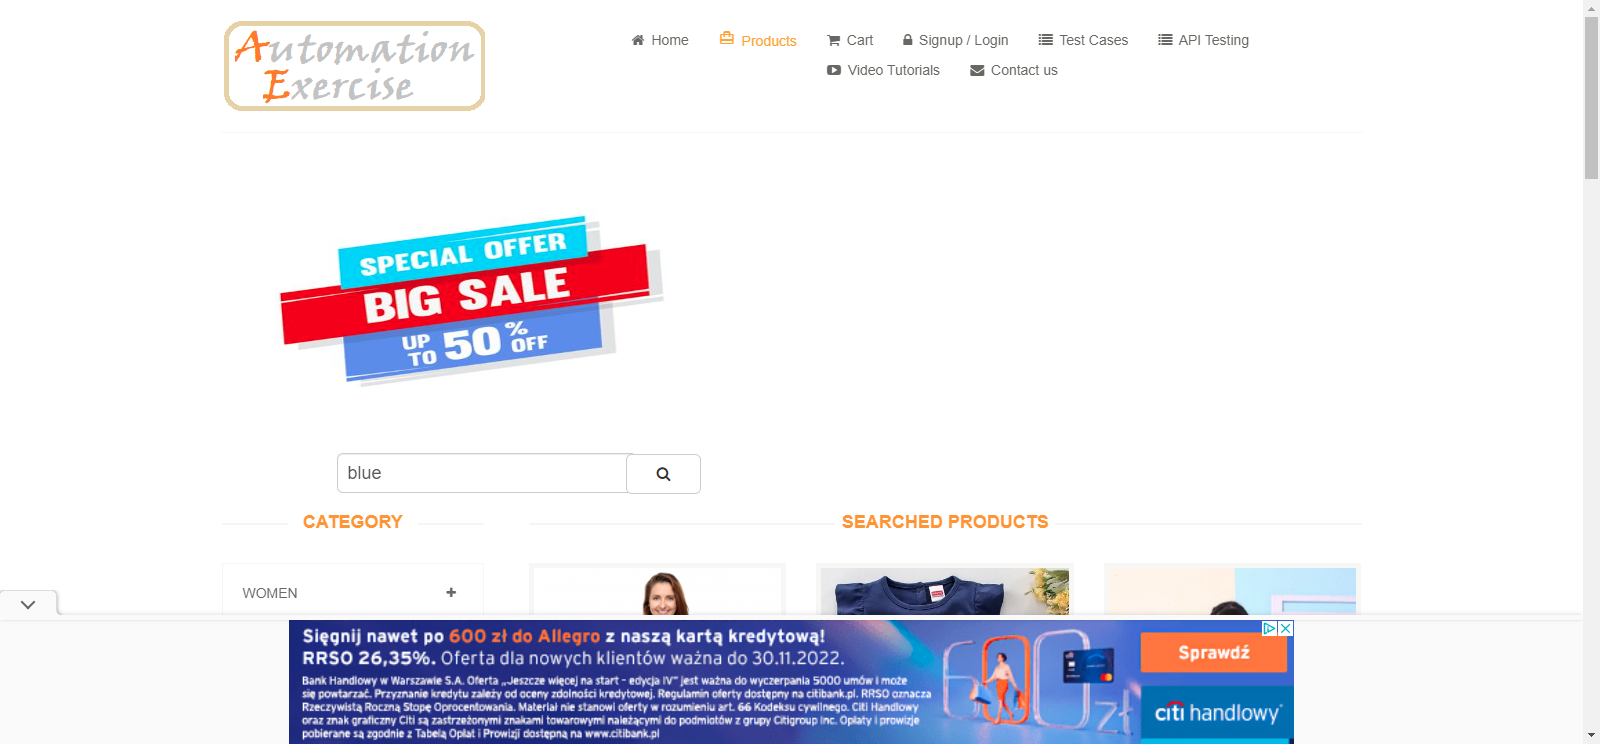 Automation
Exercise
Home
Products
Cart
Signup / Login
Test Cases
API Testing
Video Tutorials
Contact us
SPECIAL OFFER
BIG SALE
UP TO 50% OFF
blue
CATEGORY
SEARCHED PRODUCTS
WOMEN
Sięgnij nawet po 600 zł do Allegro z naszą kartą kredytową!
RRSO 26,35%. Oferta dla nowych klientów ważna do 30.11.2022.
Bank Handlowy w Warszawie S.A. Oferta „Jeszcze więcej na start – edycja IV” jest ważna do wyczerpania 5000 umów i może
się powtarzać. Przyznanie kredytu zależy od oceny zdolności kredytowej. Regulamin oferty dostępny na citibank.pl. RRSO oznacza
Rzeczywistą Roczną Stopę Oprocentowania. Materiał nie stanowi oferty w rozumieniu art. 66 Kodeksu cywilnego. Citi Handlowy
oraz znak graficzny Citi są zastrzeżonymi znakami towarowymi należącymi do podmiotów z grupy Citigroup Inc. Opłaty i prowizje
pobierane są zgodnie z Tabelą Opłat i Prowizji dostępną na www.citibank.pl
600 zł
Sprawdź
citi handlowy